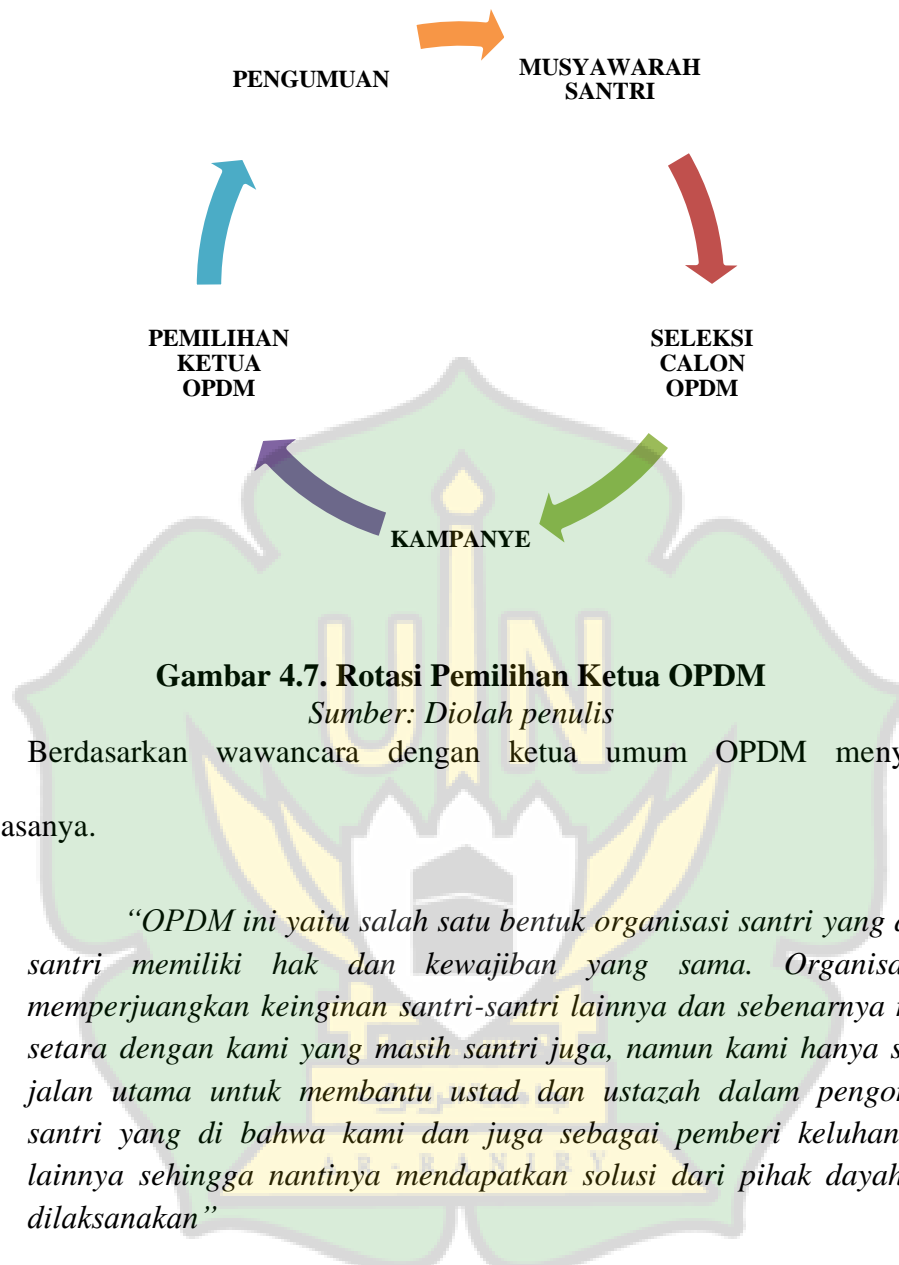 PENGUMUAN
MUSYAWARAH
SANTRI
SELEKSI
CALON
OPDM
KAMPANYE
PEMILIHAN
KETUA
OPDM
Gambar 4.7. Rotasi Pemilihan Ketua OPDM
Sumber: Diolah penulis
Berdasarkan wawancara dengan ketua umum OPDM meny
asanya.
“OPDM ini yaitu salah satu bentuk organisasi santri yang
santri memiliki hak dan kewajiban yang sama. Organisa
memperjuangkan keinginan santri-santri lainnya dan sebenarnya
setara dengan kami yang masih santri juga, namun kami hanya s
jalan utama untuk membantu ustad dan ustazah dalam pengo
santri yang di bahwa kami dan juga sebagai pemberi keluhan
lainnya sehingga nantinya mendapatkan solusi dari pihak dayah
dilaksanakan”
UIN
AR-RANIRY